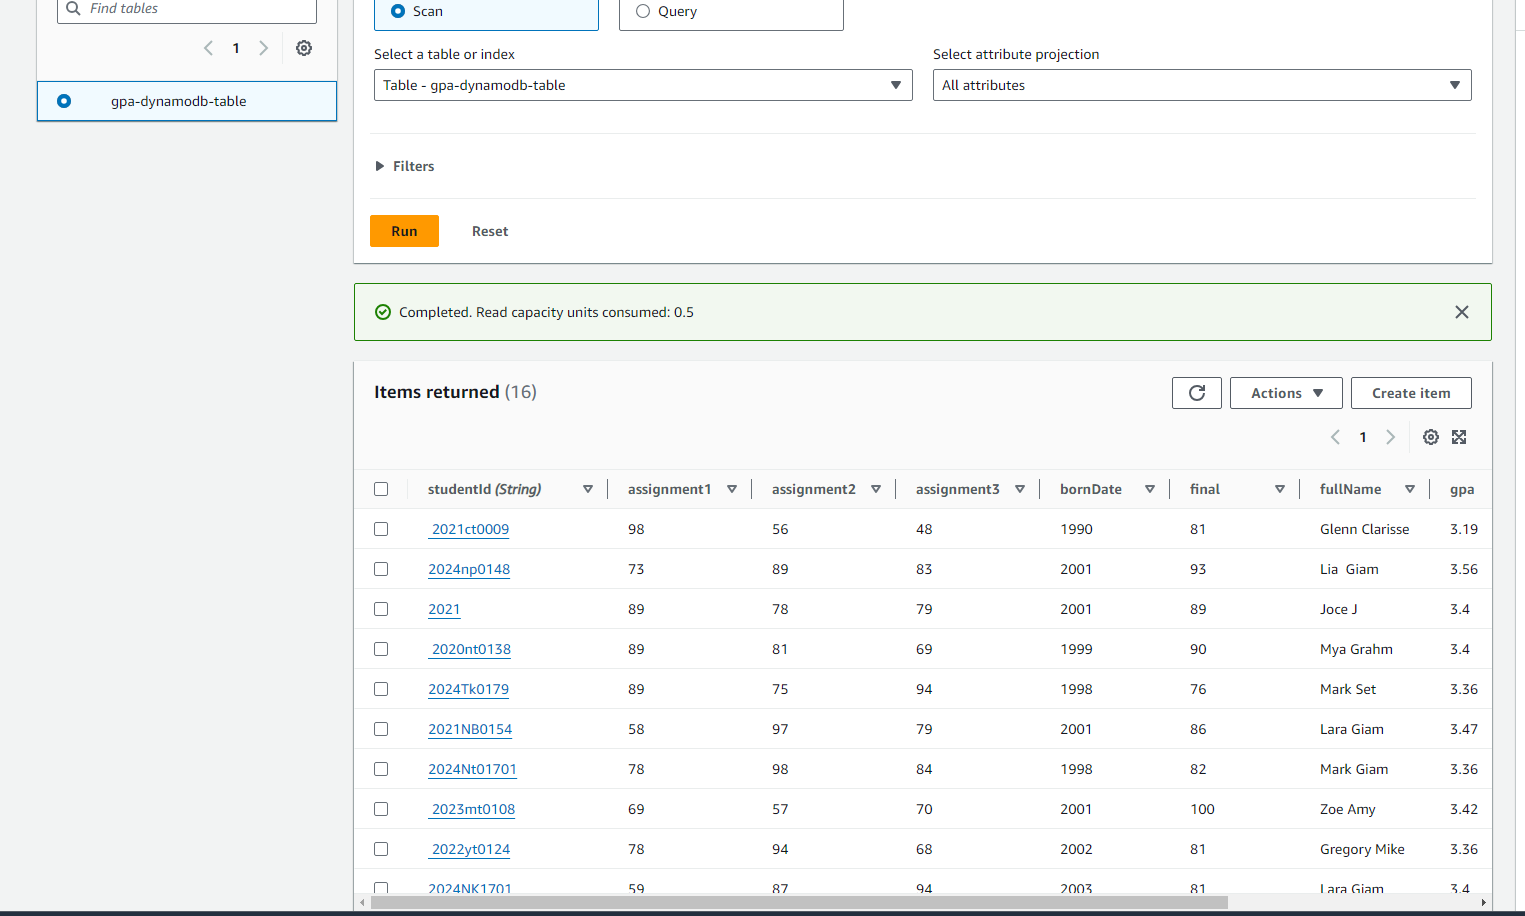 Find tables
1
gpa-dynamodb-table
Scan
Query
Select a table or index
Select attribute projection
Table - gpa-dynamodb-table
All attributes
Filters
Run Reset
Completed. Read capacity units consumed: 0.5
Items returned (16)
Actions
Create item
1
studentId (String) assignment1 assignment2 assignment3 bornDate final fullName gpa
2021ct0009 98 56 48 1990 81 Glenn Clarisse 3.19
2024np0148 73 89 83 2001 93 Lia  Giam 3.56
2021 89 78 79 2001 89 Joce J 3.4
2020nt0138 89 81 69 1999 90 Mya Grahm 3.4
2024Tk0179 89 75 94 1998 76 Mark Set 3.36
2021NB0154 58 97 79 2001 86 Lara Giam 3.47
2024Nt01701 78 98 84 1998 82 Mark Giam 3.36
2023mt0108 69 57 70 2001 100 Zoe Amy 3.42
2022yt0124 78 94 68 2002 81 Gregory Mike 3.36
2024NK1701 59 87 94 2003 81 Lara Giam 3.4